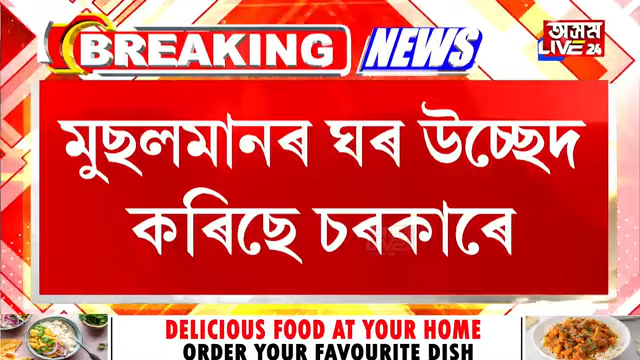 BREAKING NEWS
অসম
LIVE 24
মুছলমানৰ ঘৰ উচ্ছেদ
কৰিছে চৰকাৰে
DELICIOUS FOOD AT YOUR HOME
ORDER YOUR FAVOURITE DISH